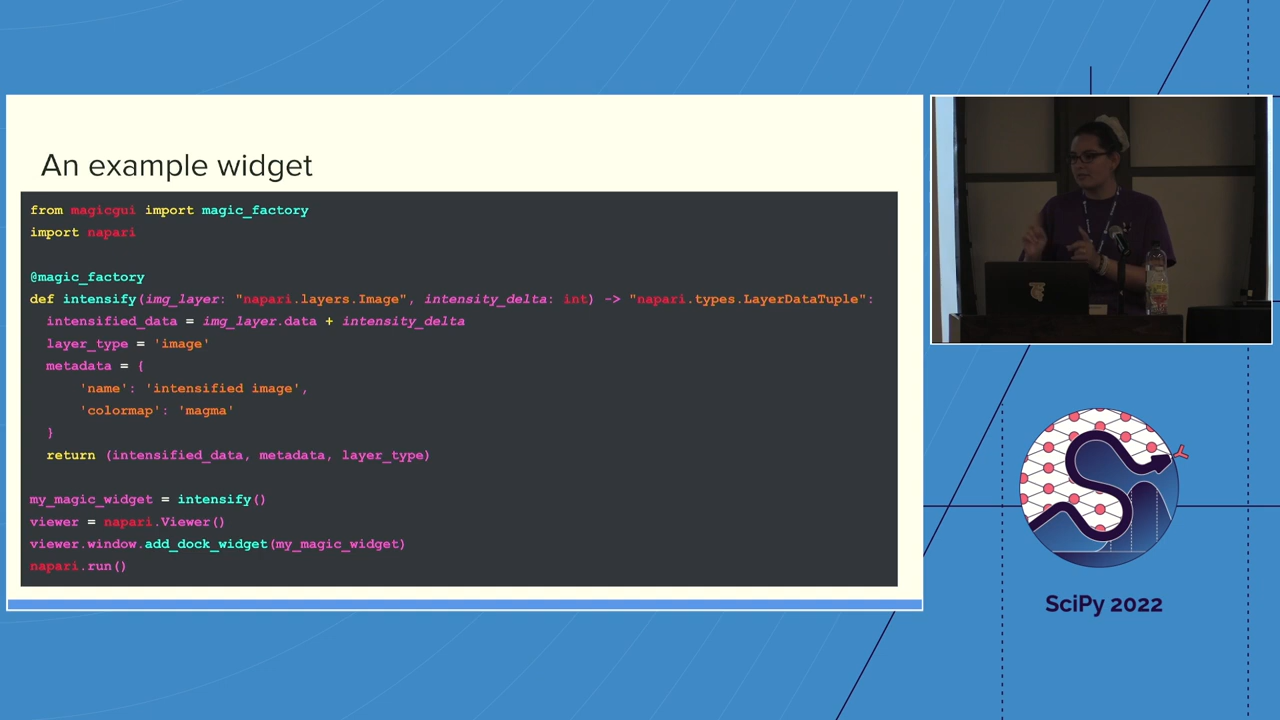 An example widget
from magicgui import magic_factory
import napari
@magic_factory
def intensify(img_layer: "napari.layers.Image", intensity_delta: int) -> "napari.types.LayerDataTuple":
intensified_data = img_layer.data + intensity_delta
layer_type = 'image'
metadata = {
'name': 'intensified image',
'colormap': 'magma'
}
return (intensified_data, metadata, layer_type)
my_magic_widget = intensify()
viewer = napari.Viewer()
viewer.window.add_dock_widget(my_magic_widget)
napari.run()
SciPy 2022